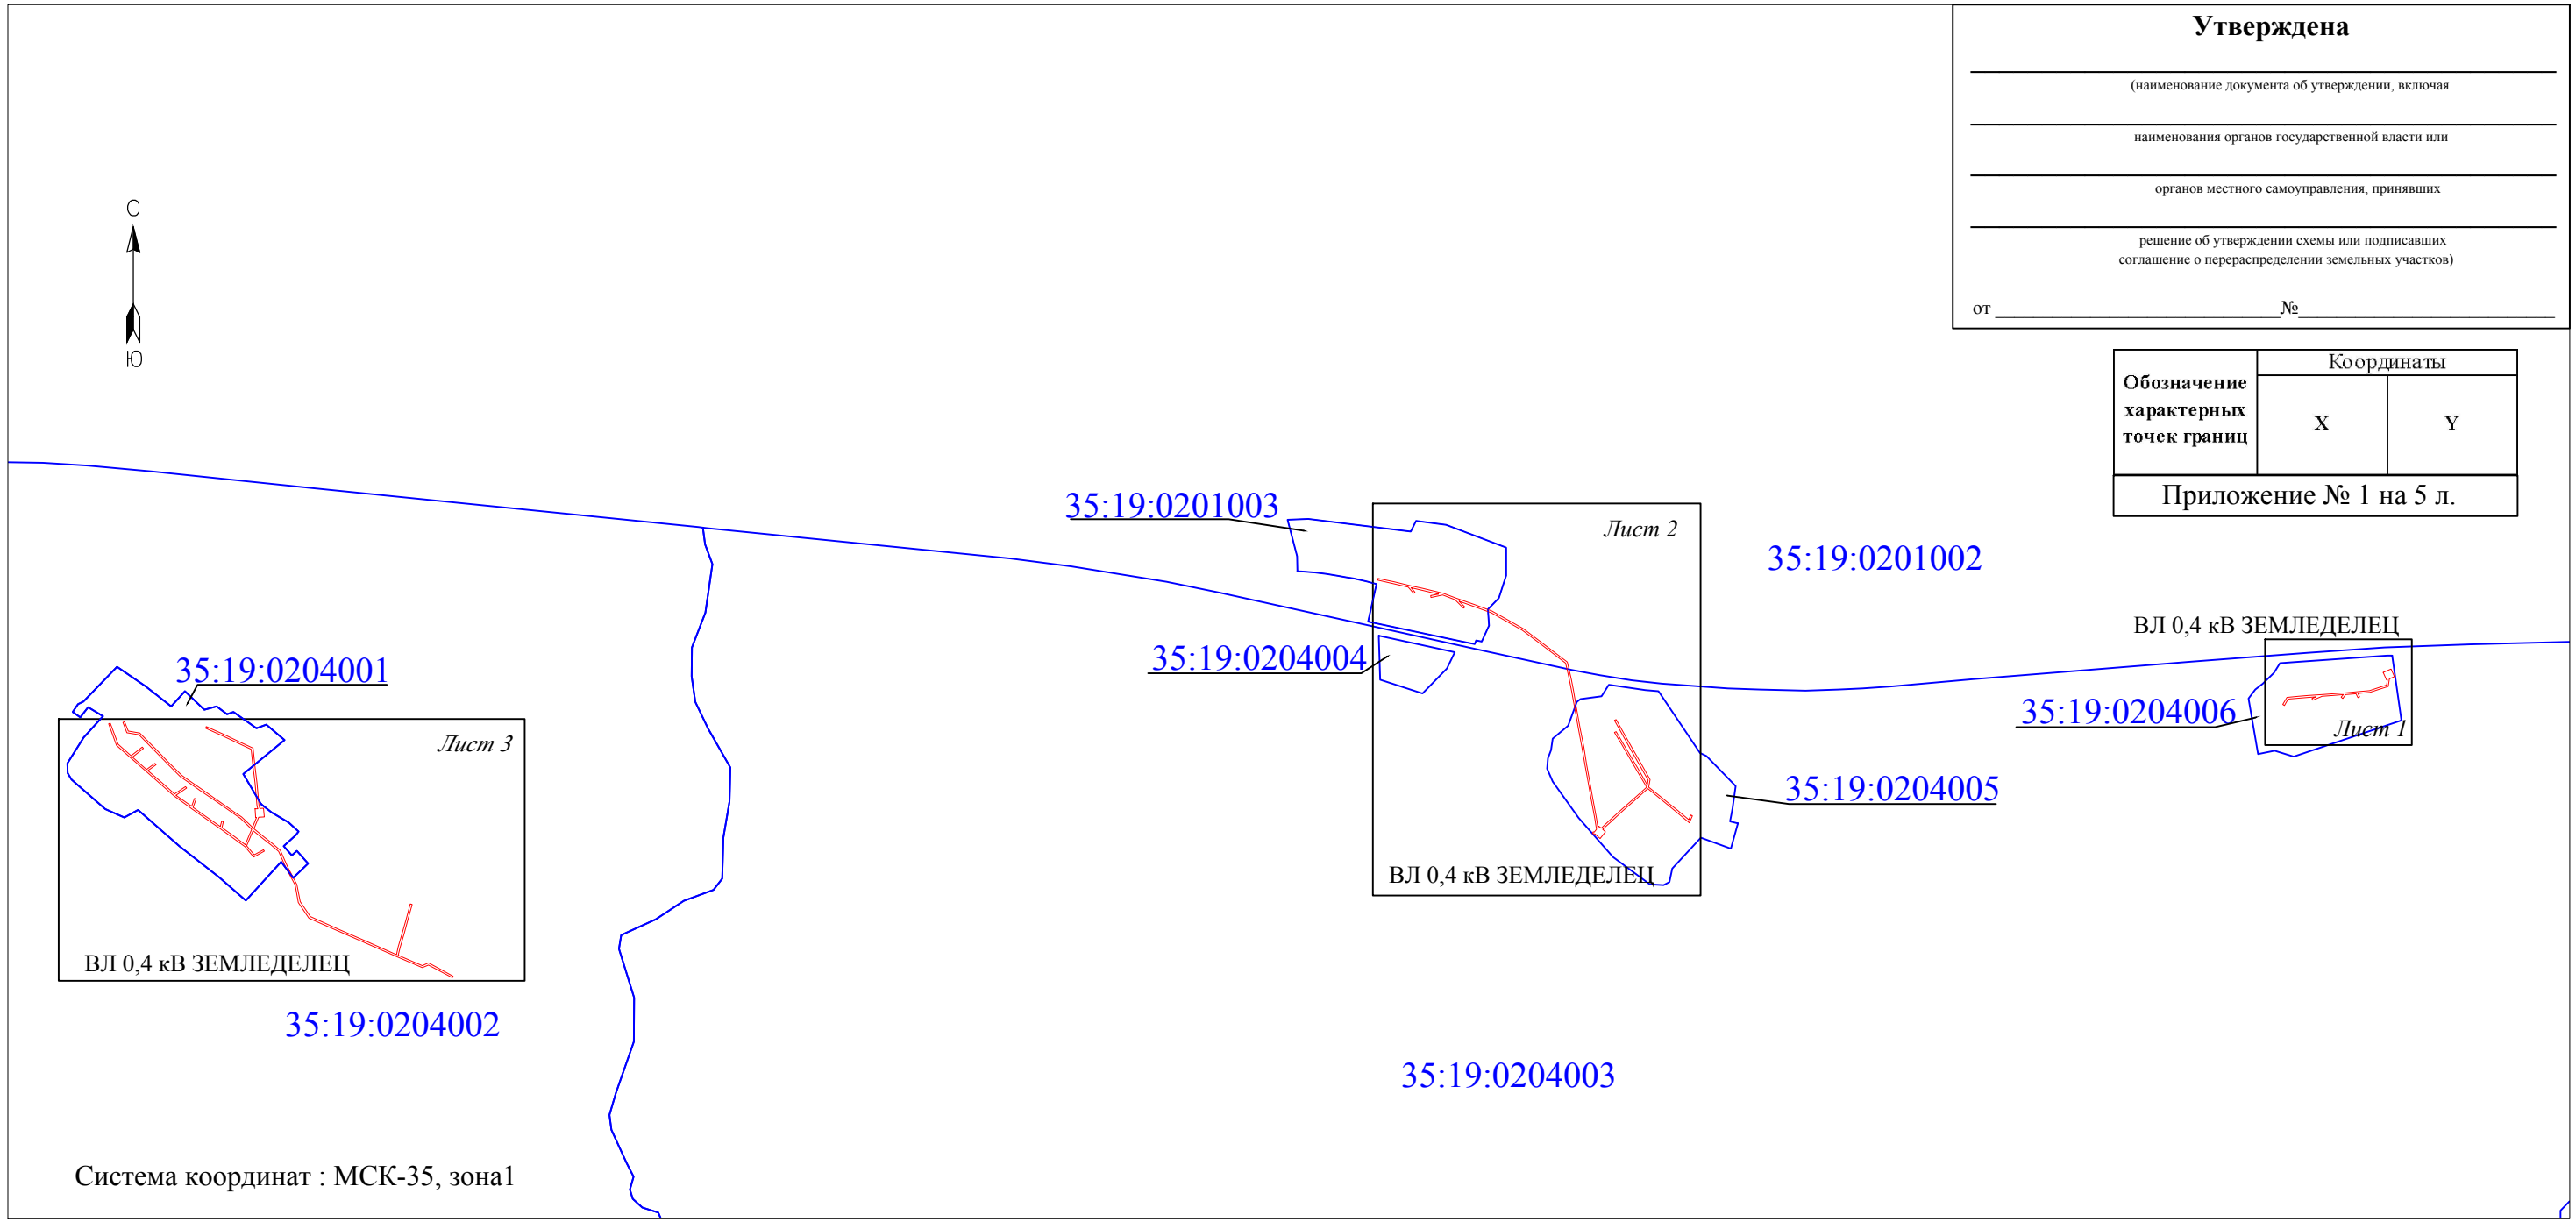 Утверждена
(наименование документа об утверждении, включая
наименования органов государственной власти или
органов местного самоуправления, принявших
решение об утверждении схемы или подписавших
соглашение о перераспределении земельных участков)
от ______ № ______
С
Ю
Обозначение характерных точек границ
Координаты
X
Y
Приложение № 1 на 5 л.
35:19:0201003
Лист 2
35:19:0201002
ВЛ 0,4 кВ ЗЕМЛЕДЕЛЕЦ
35:19:0204001
35:19:0204004
35:19:0204006
Лист 1
Лист 3
35:19:0204005
ВЛ 0,4 кВ ЗЕМЛЕДЕЛЕЦ
ВЛ 0,4 кВ ЗЕМЛЕДЕЛЕЦ
35:19:0204002
35:19:0204003
Система координат : МСК-35, зона1